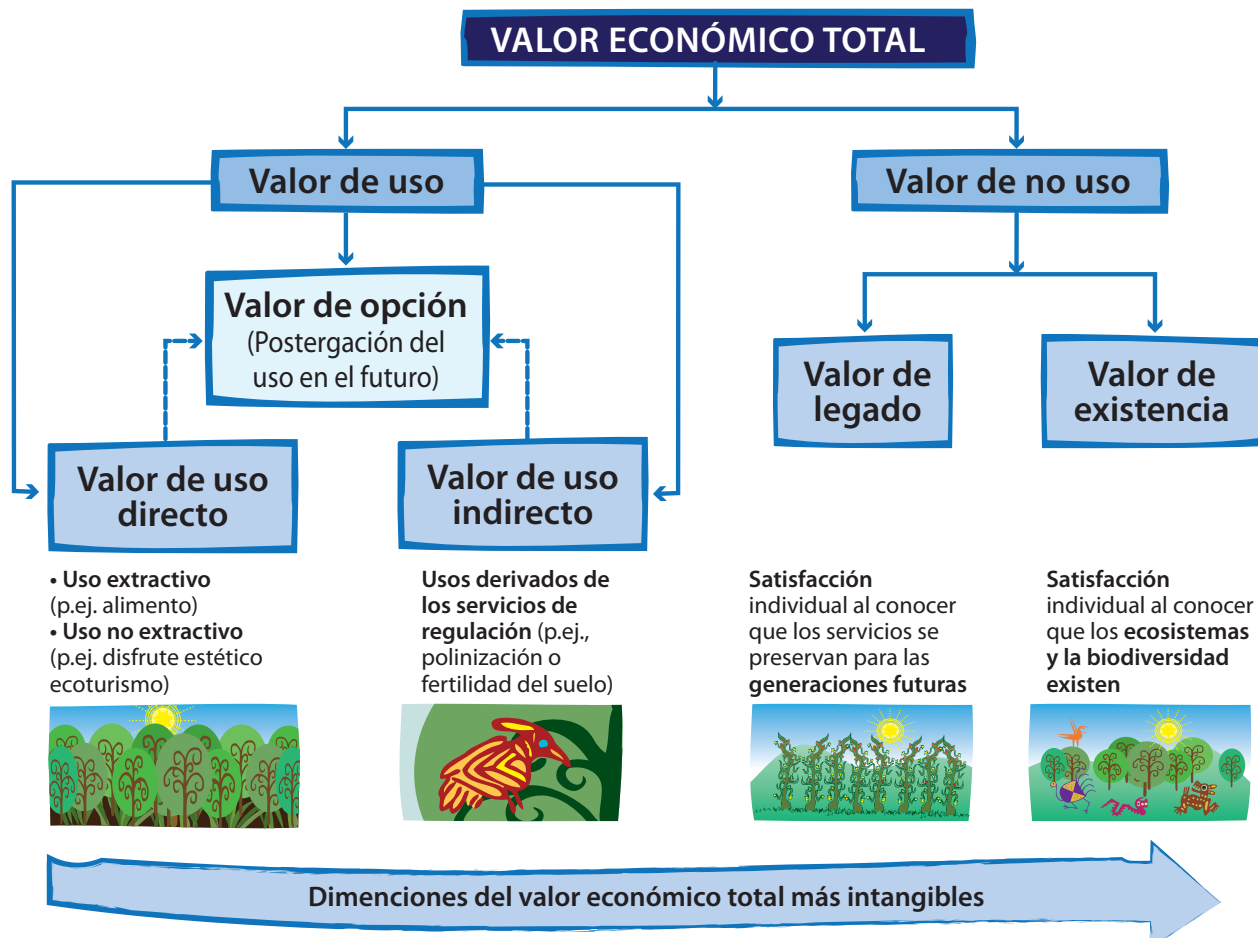 VALOR ECONÓMICO TOTAL
Valor de uso
Valor de no uso
Valor de opción
(Postergación del
uso en el futuro)
Valor de
legado
Valor de
existencia
Valor de uso
directo
Valor de uso
indirecto
• Uso extractivo
(p.ej. alimento)
• Uso no extractivo
(p.ej. disfrute estético
ecoturismo)
Usos derivados de
los servicios de
regulación (p.ej.,
polinización o
fertilidad del suelo)
Satisfacción
individual al conocer
que los servicios se
preservan para las
generaciones futuras
Satisfacción
individual al conocer
que los ecosistemas
y la biodiversidad
existen
Dimenciones del valor económico total más intangibles